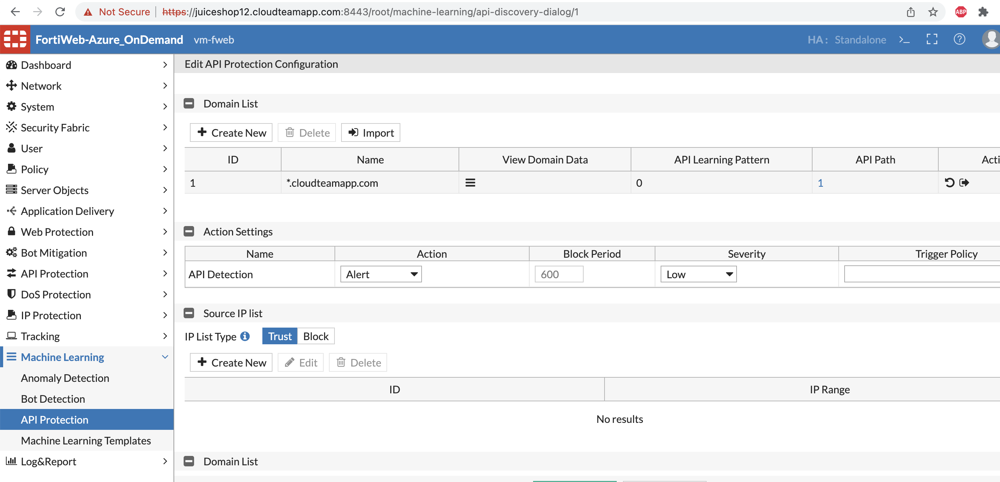 Not Secure https://juiceshop12.cloudteamapp.com:8443/root/machine-learning/api-discovery-dialog/1 ABP
FortiWeb-Azure_OnDemand vm-fweb HA: Standalone
Dashboard
Network
System
Security Fabric
User
Policy
Server Objects
Application Delivery
Web Protection
Bot Mitigation
API Protection
DoS Protection
IP Protection
Tracking
Machine Learning
Anomaly Detection
Bot Detection
API Protection
Machine Learning Templates
Log&Report
Edit API Protection Configuration
Domain List
Create New Delete Import
ID Name View Domain Data API Learning Pattern API Path Acti
1 *.cloudteamapp.com 0 1
Action Settings
Name Action Block Period Severity Trigger Policy
API Detection Alert 600 Low
Source IP list
IP List Type Trust Block
Create New Edit Delete
ID IP Range
No results
Domain List